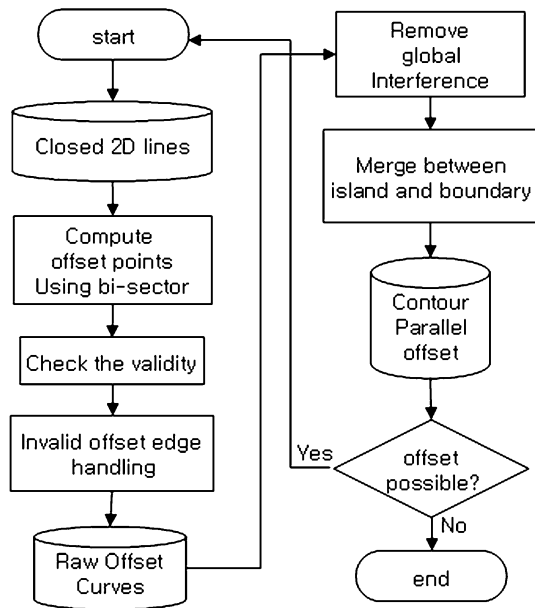 start
Closed 2D lines
Compute
offset points
Using bi-sector
Check the validity
Invalid offset edge
handling
Raw Offset
Curves
Remove
global
Interference
Merge between
island and boundary
Contour
Parallel
offset
Yes
offset
possible?
No
end